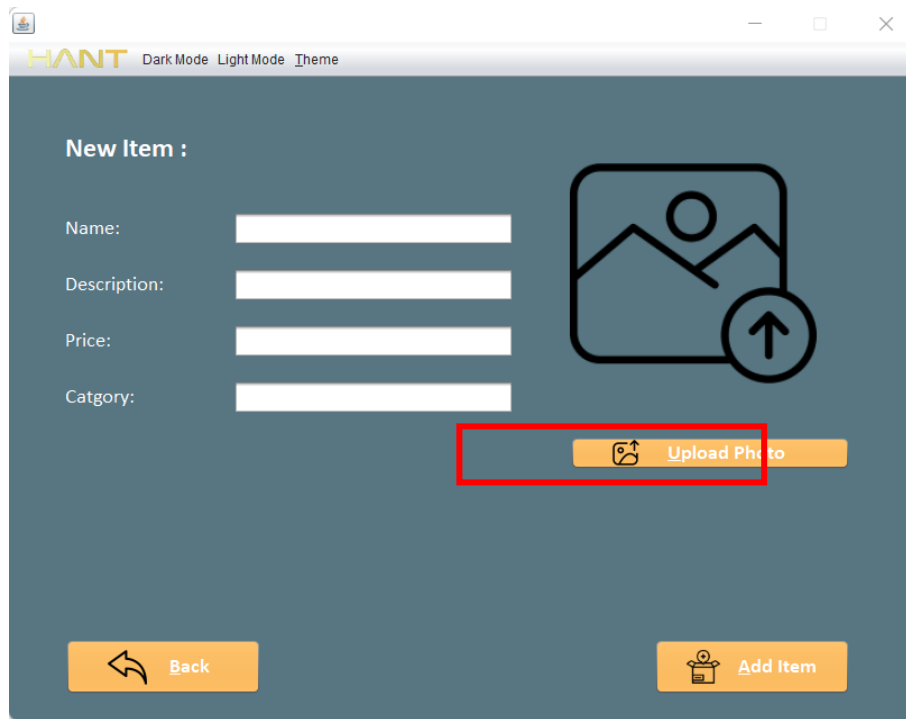 HANT Dark Mode Light Mode Theme
New Item :
Name:
Description:
Price:
Catgory:
Upload Photo
Back
Add Item